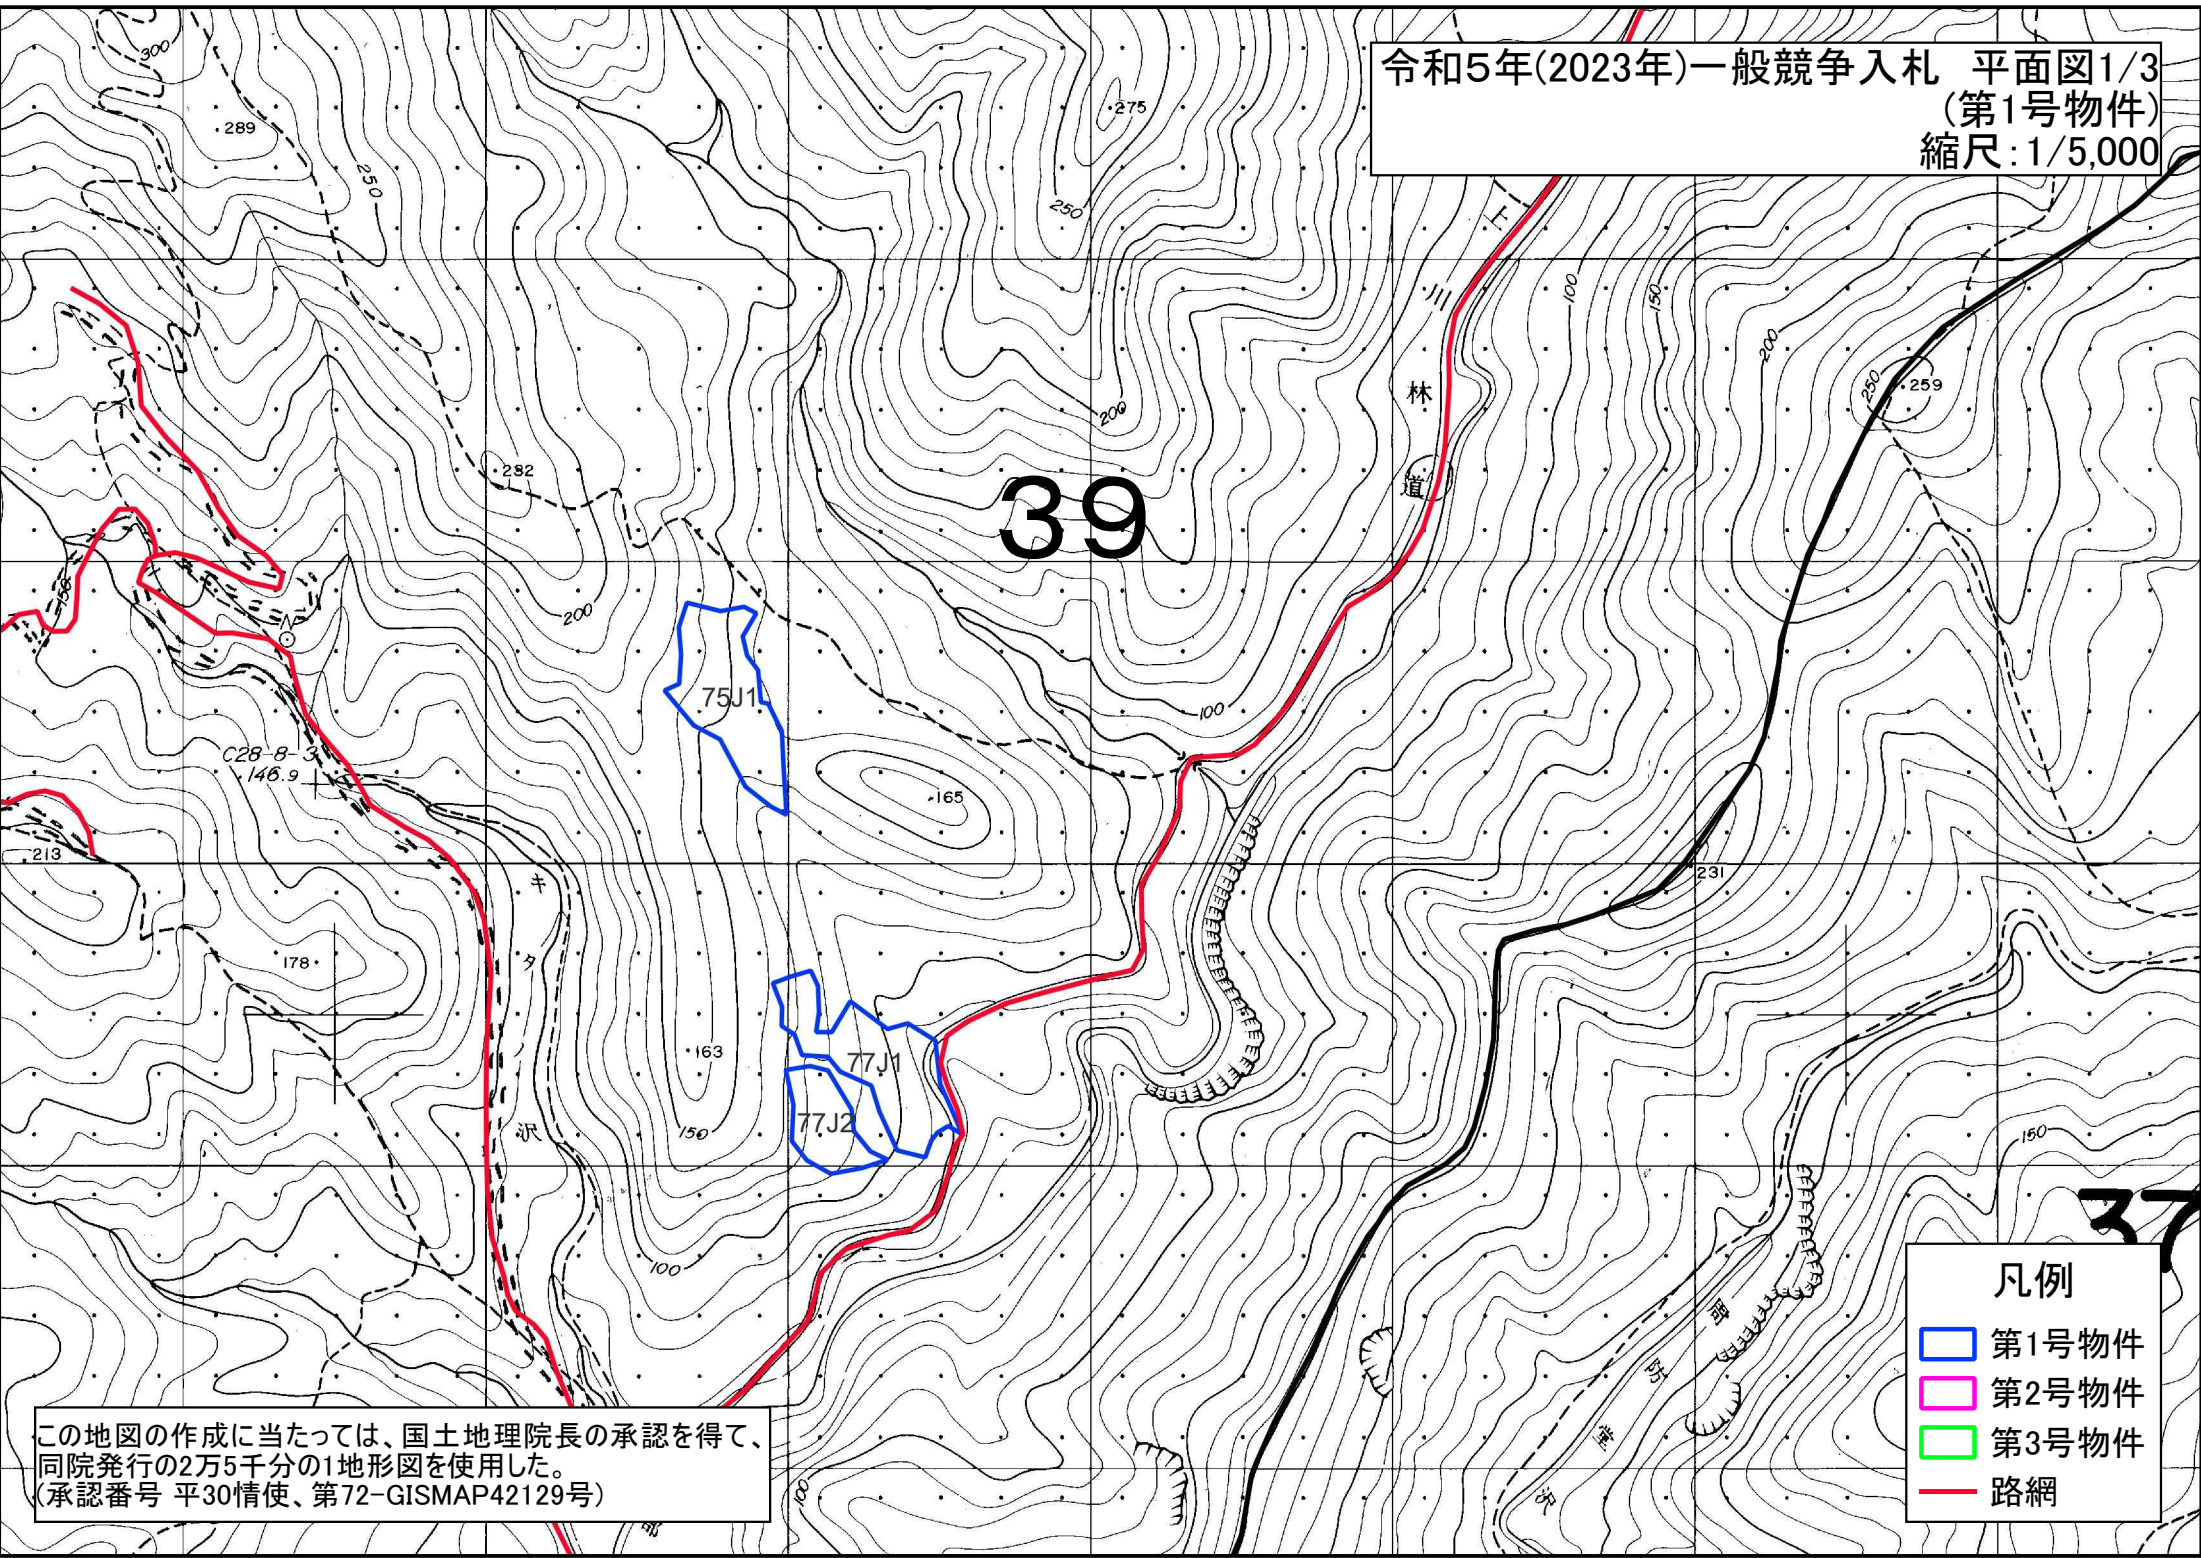 令和5年(2023年)一般競争入札　平面図1/3
(第1号物件)
縮尺:1/5,000
300
289
250
275
250
川
林
道
100
150
200
250
259
282
200
39
200
150
75J1
100
C28-8-3
146.9
165
213
231
キ
タ
ノ
沢
178
163
77J1
77J2
150
150
100
37
防
堂
沢
100
凡例
第1号物件
第2号物件
第3号物件
路網
この地図の作成に当たっては、国土地理院長の承認を得て、
同院発行の2万5千分の1地形図を使用した。
(承認番号 平30情使、第72-GISMAP42129号)